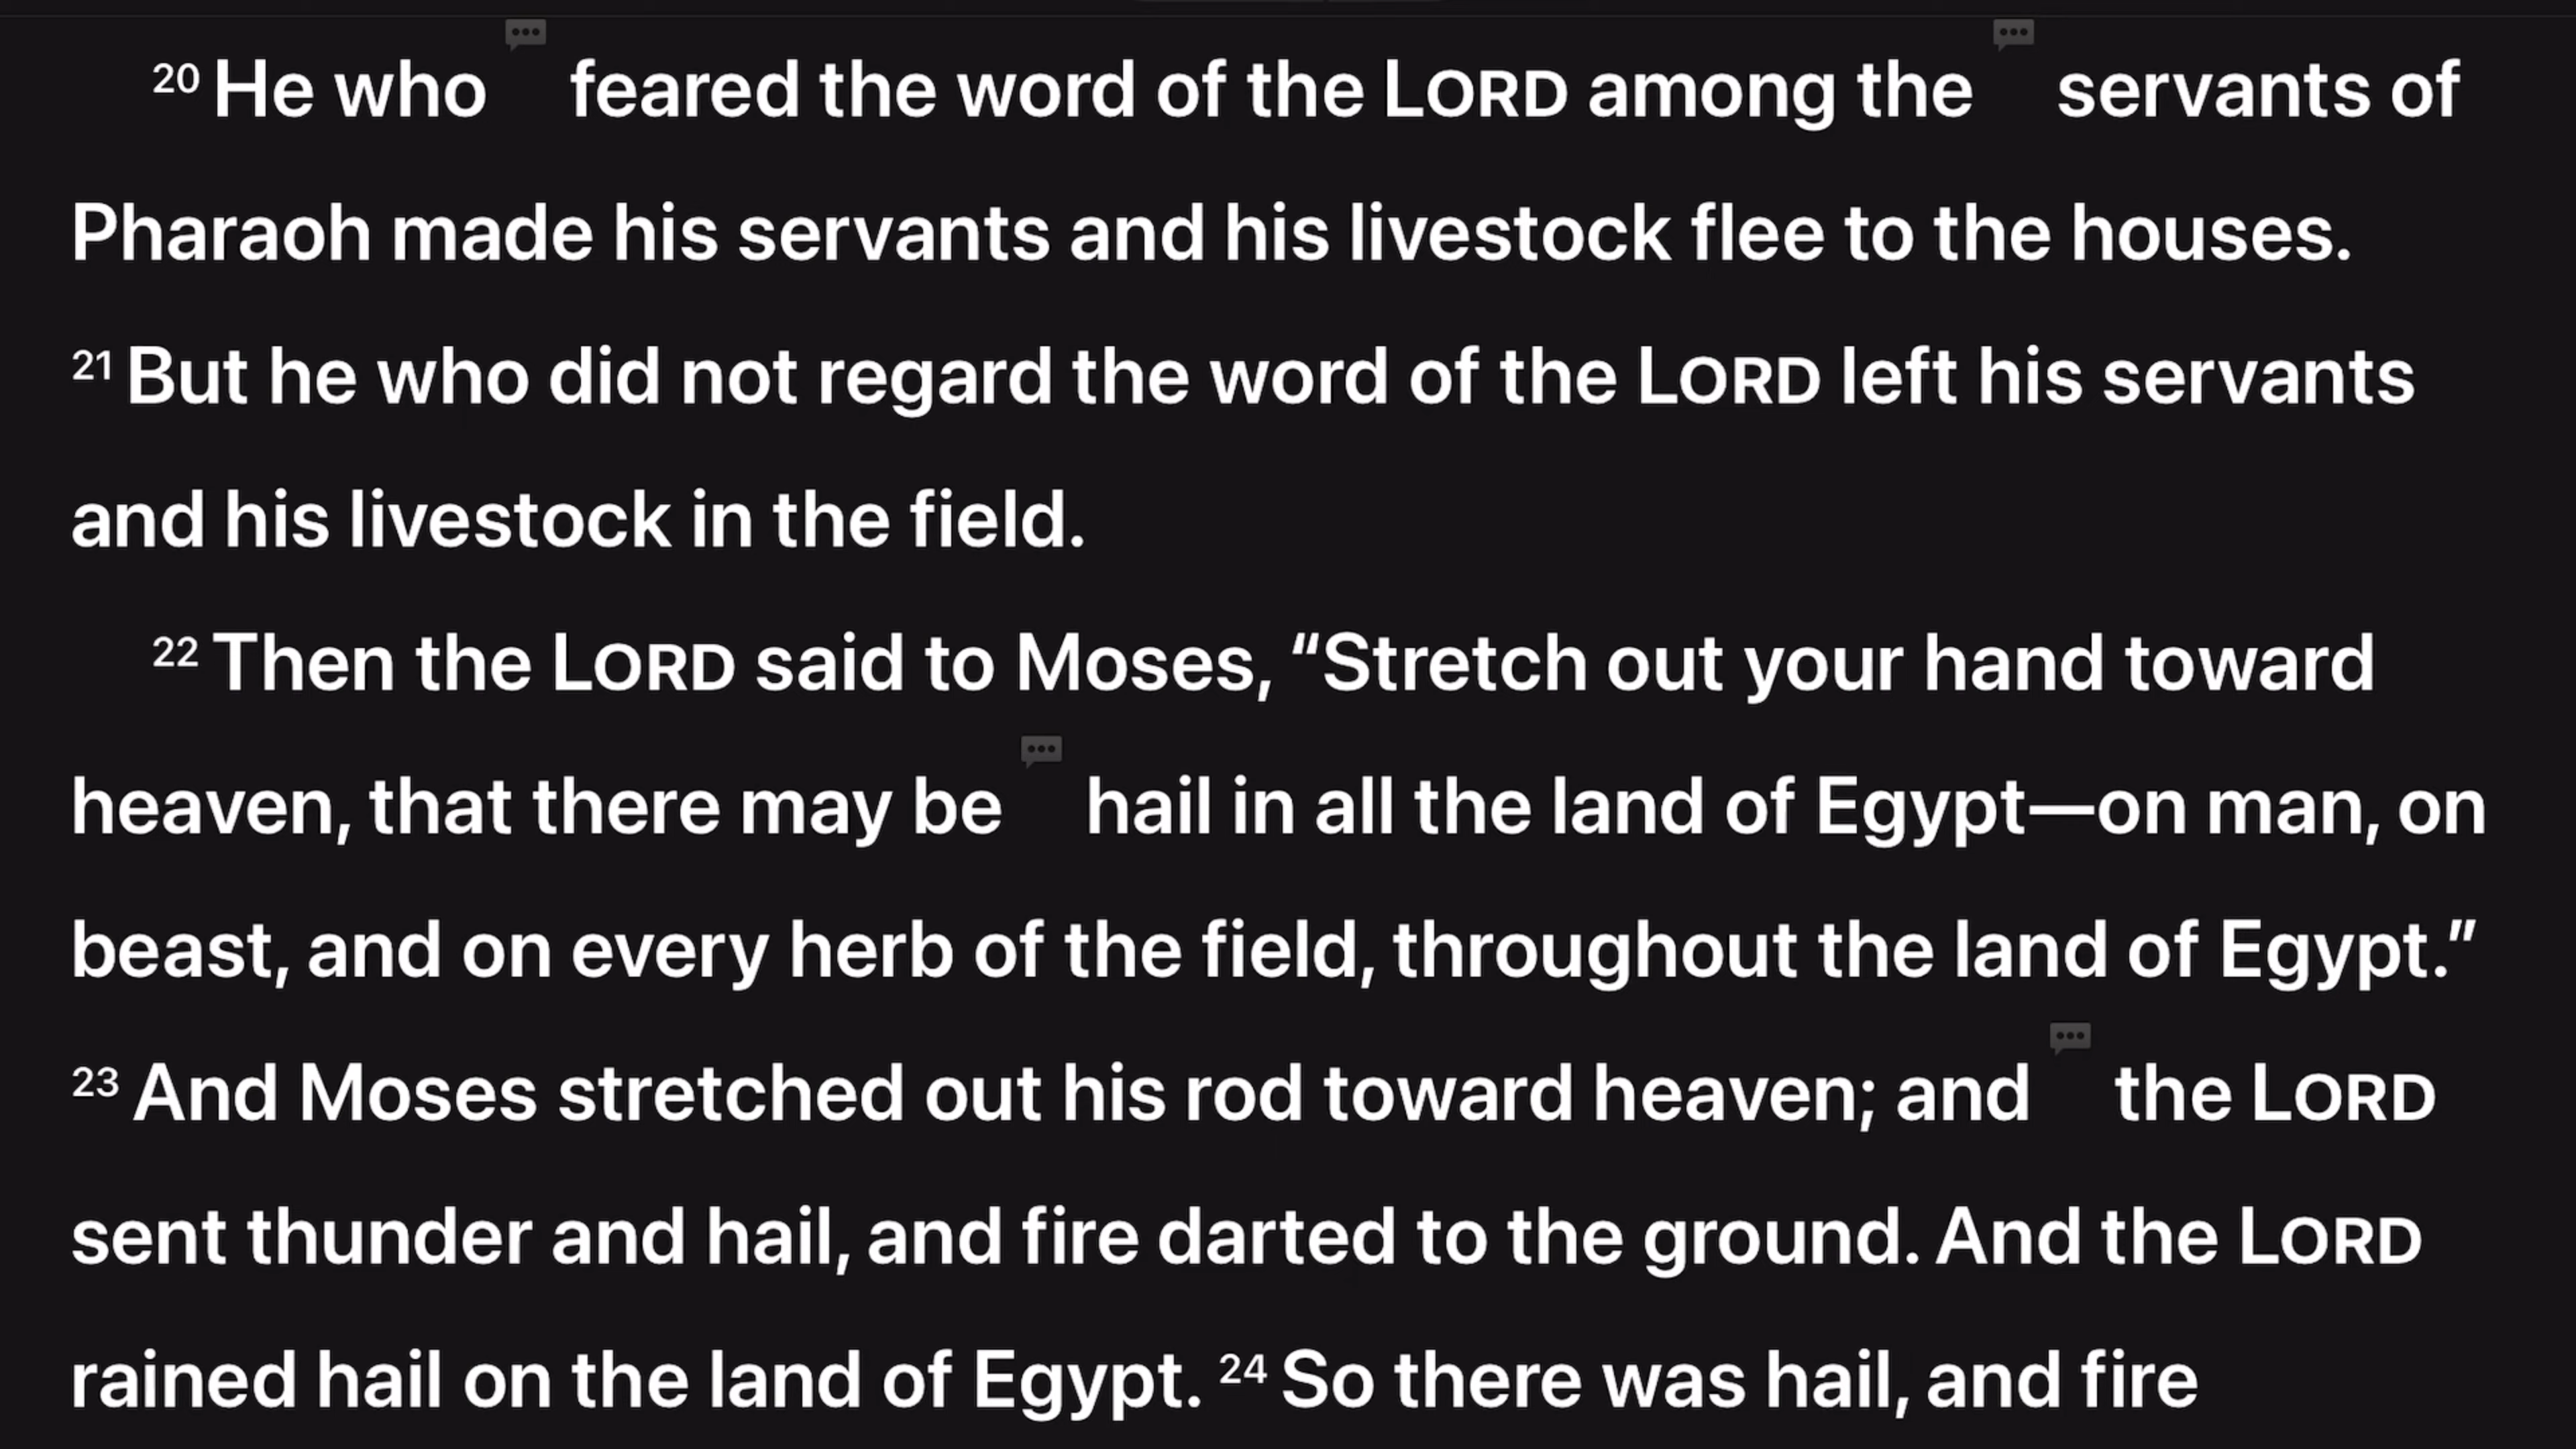 20 He who feared the word of the LORD among the servants of
Pharaoh made his servants and his livestock flee to the houses.
21 But he who did not regard the word of the LORD left his servants
and his livestock in the field.
22 Then the LORD said to Moses, “Stretch out your hand toward
heaven, that there may be hail in all the land of Egypt—on man, on
beast, and on every herb of the field, throughout the land of Egypt.”
23 And Moses stretched out his rod toward heaven; and the LORD
sent thunder and hail, and fire darted to the ground. And the LORD
rained hail on the land of Egypt. 24 So there was hail, and fire